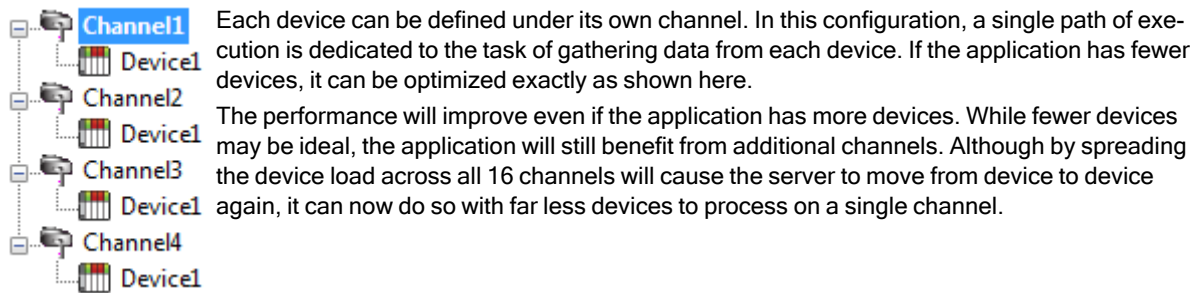 Channel1
Device1
Channel2
Device1
Channel3
Device1
Channel4
Device1
Each device can be defined under its own channel. In this configuration, a single path of exe-
cution is dedicated to the task of gathering data from each device. If the application has fewer
devices, it can be optimized exactly as shown here.
The performance will improve even if the application has more devices. While fewer devices
may be ideal, the application will still benefit from additional channels. Although by spreading
the device load across all 16 channels will cause the server to move from device to device
again, it can now do so with far less devices to process on a single channel.